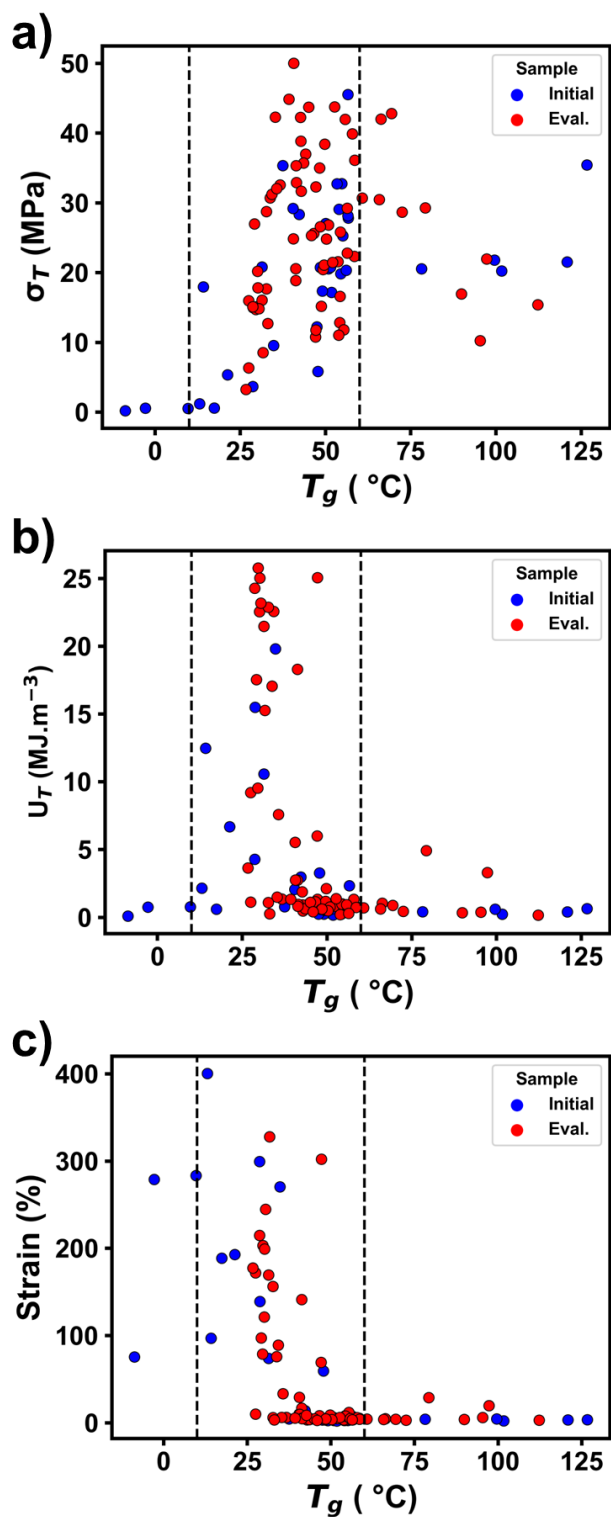 a)
σT (MPa)
50
40
30
20
10
0
Sample
Initial
Eval.
0 25 50 75 100 125
Tg ( °C)
b)
UT (MJ.m⁻³)
25
20
15
10
5
0
Sample
Initial
Eval.
0 25 50 75 100 125
Tg ( °C)
c)
Strain (%)
400
300
200
100
0
Sample
Initial
Eval.
0 25 50 75 100 125
Tg ( °C)